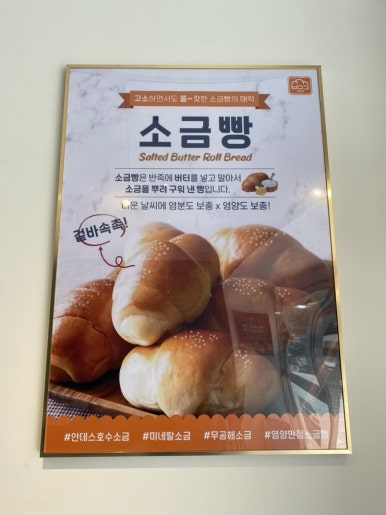 고소하면서도 쫄~깃한 소금빵의 매력
소금빵
Salted Butter Roll Bread
소금빵은 반죽에 버터를 넣고 말아서
소금을 뿌려 구워 낸 빵입니다.
더운 날씨에 염분도 보충 x 영양도 보충!
겉바속촉!
#안데스호수소금 #미네랄소금 #무공해소금 #영양만점소금빵